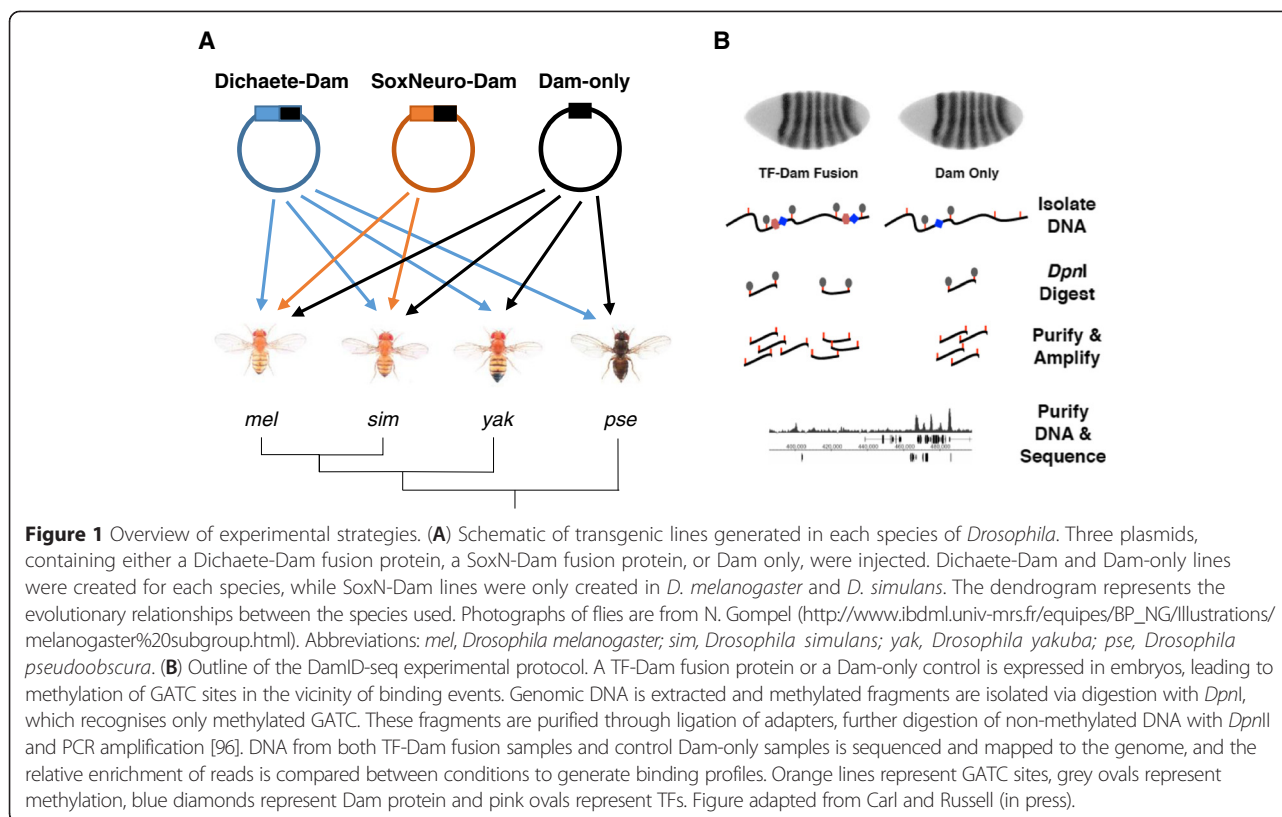 A
B
Dichaete-Dam SoxNeuro-Dam Dam-only
TF-Dam Fusion Dam Only
Isolate
DNA
DpnI
Digest
Purify &
Amplify
Purify
DNA &
Sequence
400,000 420,000 440,000 460,000 480,000
mel sim yak pse
Figure 1 Overview of experimental strategies. (A) Schematic of transgenic lines generated in each species of Drosophila. Three plasmids,
containing either a Dichaete-Dam fusion protein, a SoxN-Dam fusion protein, or Dam only, were injected. Dichaete-Dam and Dam-only lines
were created for each species, while SoxN-Dam lines were only created in D. melanogaster and D. simulans. The dendrogram represents the
evolutionary relationships between the species used. Photographs of flies are from N. Gompel (http://www.ibdml.univ-mrs.fr/equipes/BP_NG/Illustrations/
melanogaster%20subgroup.html). Abbreviations: mel, Drosophila melanogaster; sim, Drosophila simulans; yak, Drosophila yakuba; pse, Drosophila
pseudoobscura. (B) Outline of the DamID-seq experimental protocol. A TF-Dam fusion protein or a Dam-only control is expressed in embryos, leading to
methylation of GATC sites in the vicinity of binding events. Genomic DNA is extracted and methylated fragments are isolated via digestion with DpnI,
which recognises only methylated GATC. These fragments are purified through ligation of adapters, further digestion of non-methylated DNA with DpnII
and PCR amplification [96]. DNA from both TF-Dam fusion samples and control Dam-only samples is sequenced and mapped to the genome, and the
relative enrichment of reads is compared between conditions to generate binding profiles. Orange lines represent GATC sites, grey ovals represent
methylation, blue diamonds represent Dam protein and pink ovals represent TFs. Figure adapted from Carl and Russell (in press).